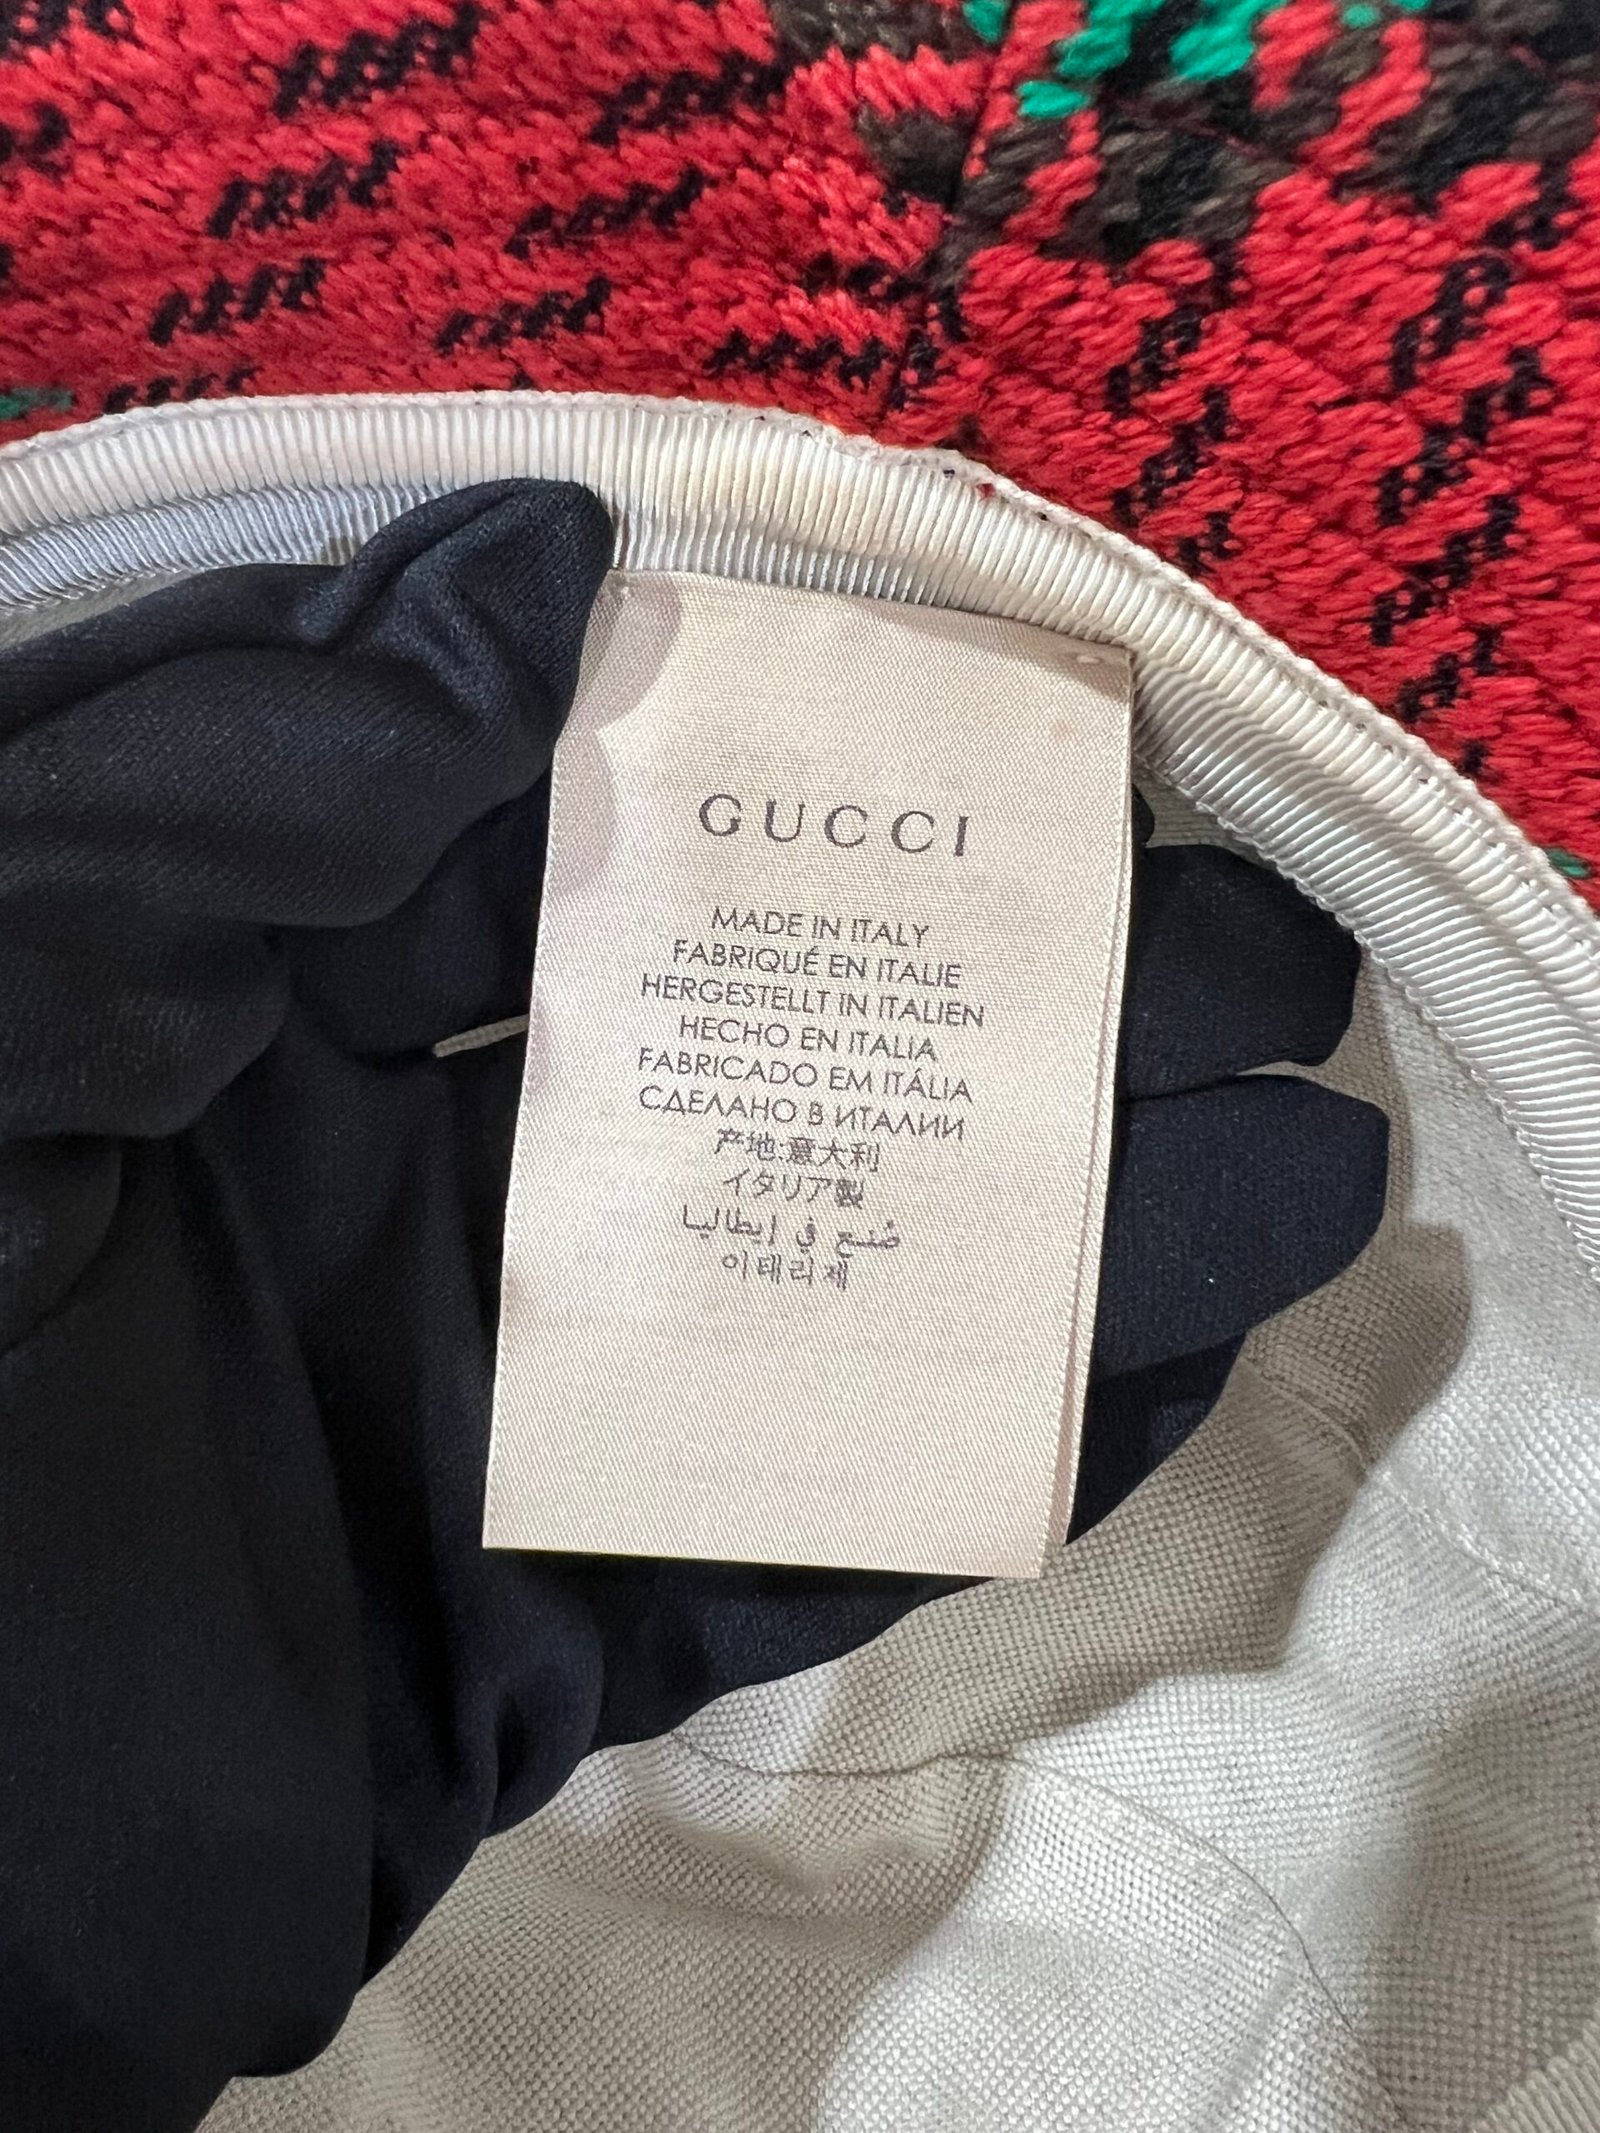 GUCCI
MADE IN ITALY
FABRIQUÉ EN ITALIE
HERGESTELLT IN ITALIEN
HECHO EN ITALIA
FABRICADO EM ITÁLIA
СДЕЛАНО В ИТАЛИИ
产地:意大利
イタリア製
صُنع في إيطاليا
이태리제